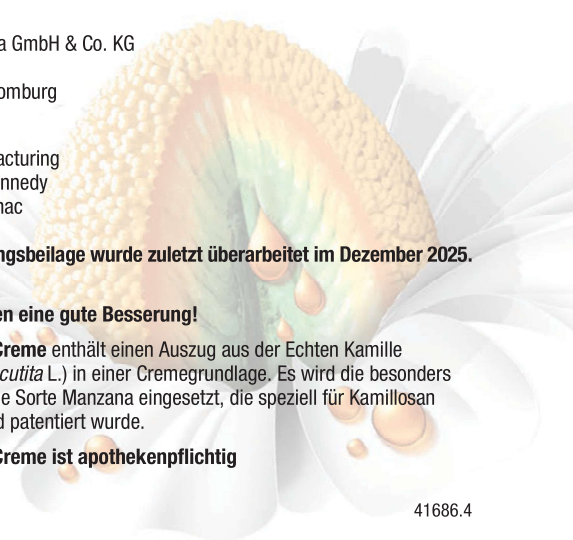 a GmbH & Co. KG
omburg
acturing
nnedy
nac
ngsbeilage wurde zuletzt überarbeitet im Dezember 2025.
en eine gute Besserung!
Creme enthält einen Auszug aus der Echten Kamille
cutita L.) in einer Cremegrundlage. Es wird die besonders
e Sorte Manzana eingesetzt, die speziell für Kamillosan
d patentiert wurde.
Creme ist apothekenpflichtig
41686.4